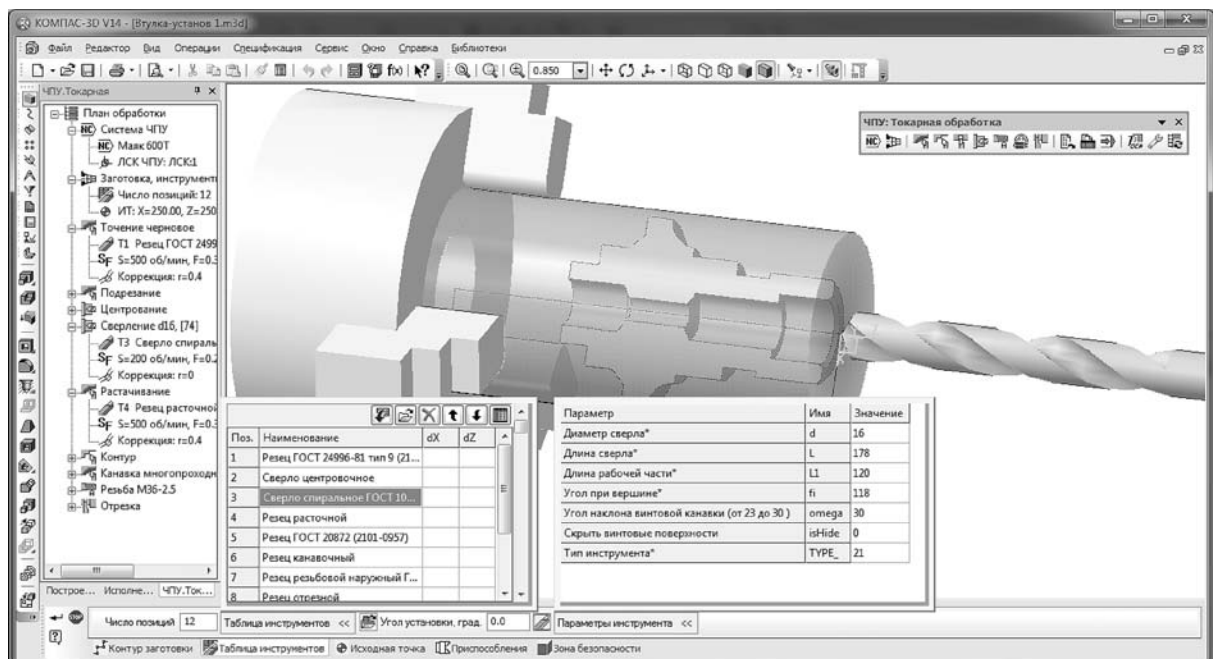 КОМПАС-3D V14 - [Втулка-установ 1.m3d]
Файл Редактор Вид Операции Спецификация Сервис Окно Справка Библиотеки
0.850
ЧПУ.Токарная
План обработки
Система ЧПУ
Маяк 600Т
ЛСК ЧПУ: ЛСК:1
Заготовка, инструмент
Число позиций: 12
ИТ: X=250.00, Z=250
Точение черновое
T1 Резец ГОСТ 2499
S=500 об/мин, F=0.3
Коррекция: r=0.4
Подрезание
Центрование
Сверление d16, [74]
T3 Сверло спираль
S=200 об/мин, F=0.2
Коррекция: r=0
Растачивание
T4 Резец расточной
S=500 об/мин, F=0.3
Коррекция: r=0.4
Контур
Канавка многопроходн
Резьба М36-2.5
Отрезка
Построе... Исполне... ЧПУ.Ток...
ЧПУ: Токарная обработка
Поз. Наименование dX dZ
1 Резец ГОСТ 24996-81 тип 9 (21...
2 Сверло центровочное
3 Сверло спиральное ГОСТ 10...
4 Резец расточной
5 Резец ГОСТ 20872 (2101-0957)
6 Резец канавочный
7 Резец резьбовой наружный Г...
8 Резец отрезной
Параметр Имя Значение
Диаметр сверла* d 16
Длина сверла* L 178
Длина рабочей части* L1 120
Угол при вершине* fi 118
Угол наклона винтовой канавки (от 23 до 30 ) omega 30
Скрыть винтовые поверхности isHide 0
Тип инструмента* TYPE_ 21
Число позиций 12 Таблица инструментов << Угол установки, град. 0.0 Параметры инструмента <<
Контур заготовки Таблица инструментов Исходная точка Приспособления Зона безопасности